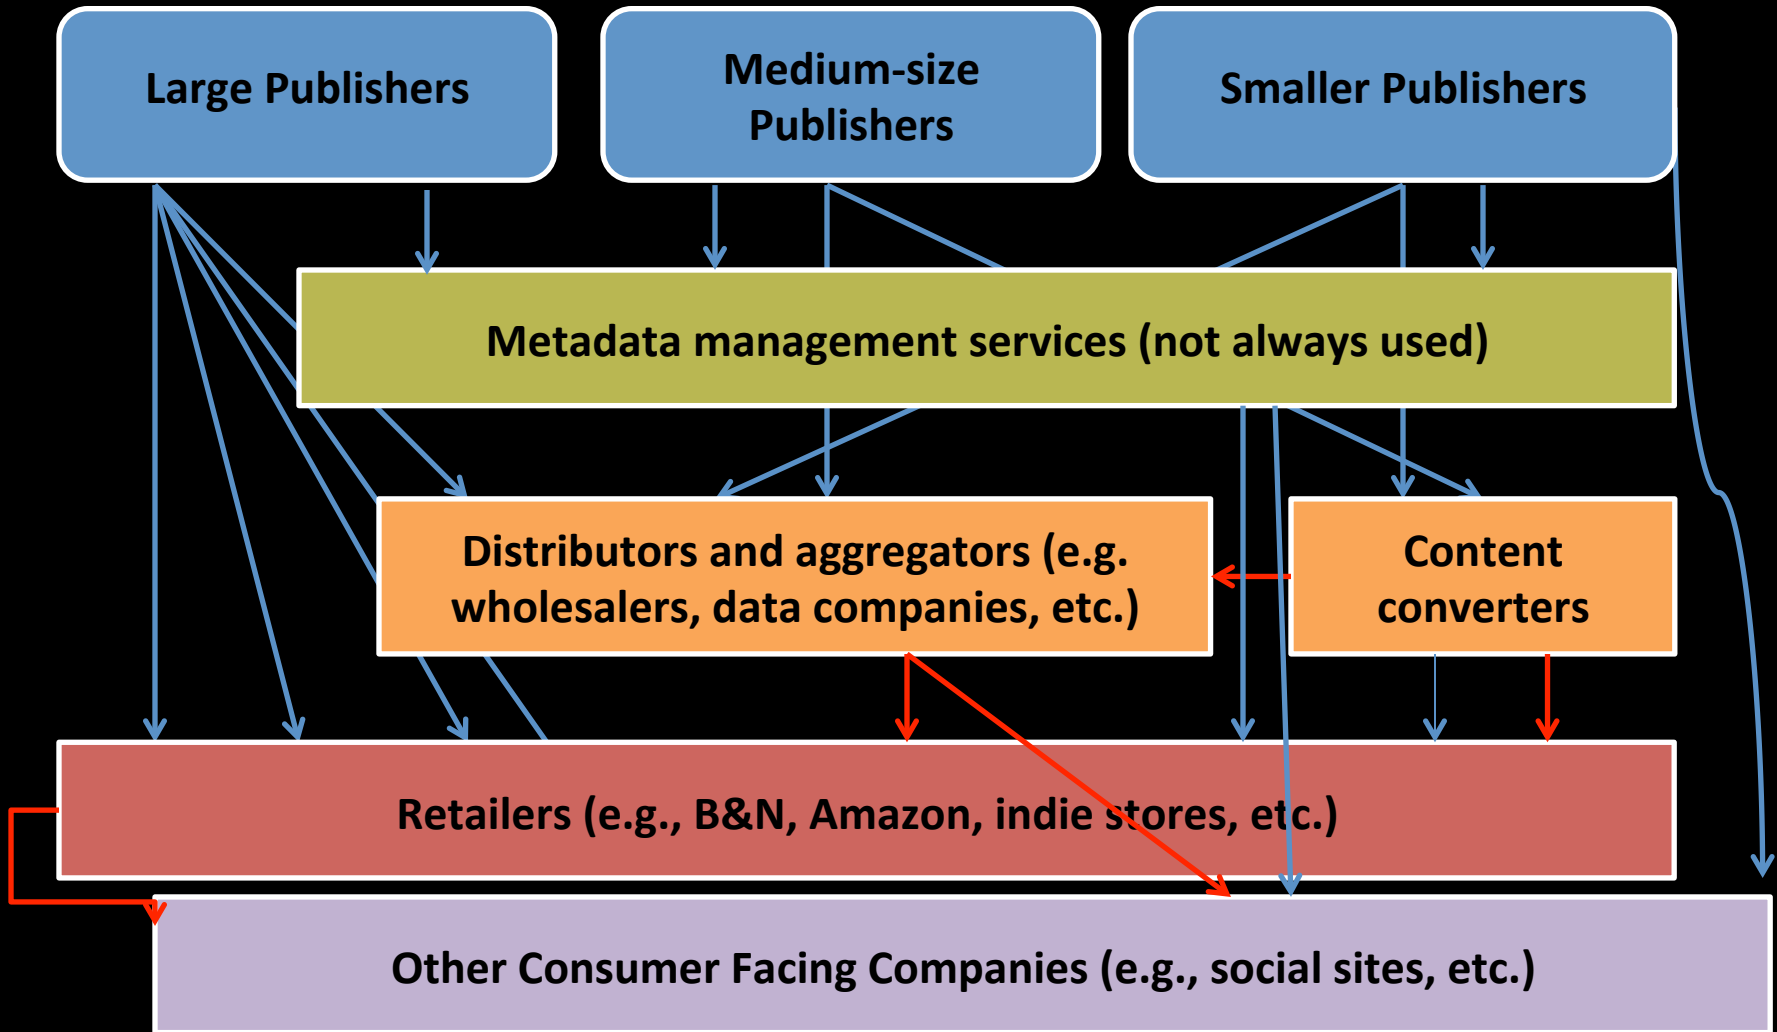 Large Publishers
Medium-size
Publishers
Smaller Publishers
Metadata management services (not always used)
Distributors and aggregators (e.g.
wholesalers, data companies, etc.)
Content
converters
Retailers (e.g., B&N, Amazon, indie stores, etc.)
Other Consumer Facing Companies (e.g., social sites, etc.)